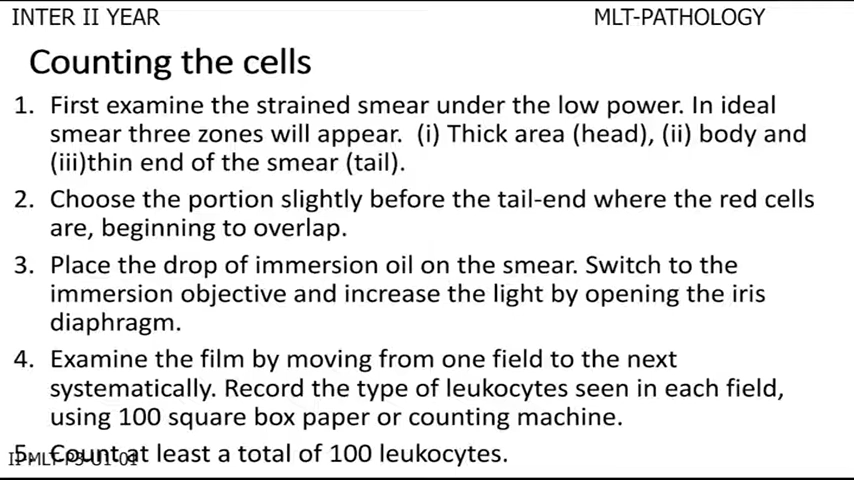 INTER II YEAR
MLT-PATHOLOGY
Counting the cells
1. First examine the strained smear under the low power. In ideal
smear three zones will appear. (i) Thick area (head), (ii) body and
(iii)thin end of the smear (tail).
2. Choose the portion slightly before the tail-end where the red cells
are, beginning to overlap.
3. Place the drop of immersion oil on the smear. Switch to the
immersion objective and increase the light by opening the iris
diaphragm.
4. Examine the film by moving from one field to the next
systematically. Record the type of leukocytes seen in each field,
using 100 square box paper or counting machine.
5. Count at least a total of 100 leukocytes.
II-MLT-P3-U1-01